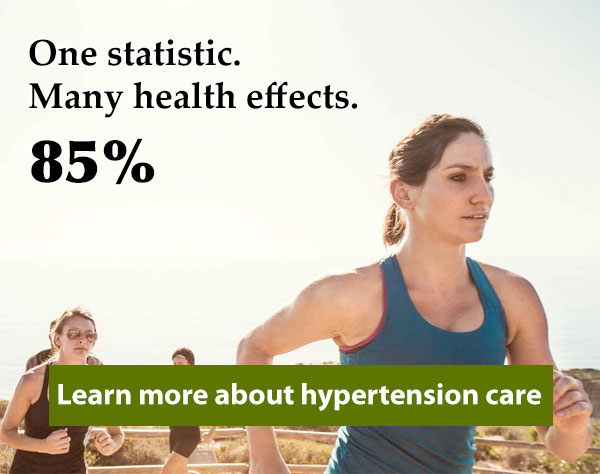 One statistic.
Many health effects.
85%
Learn more about hypertension care